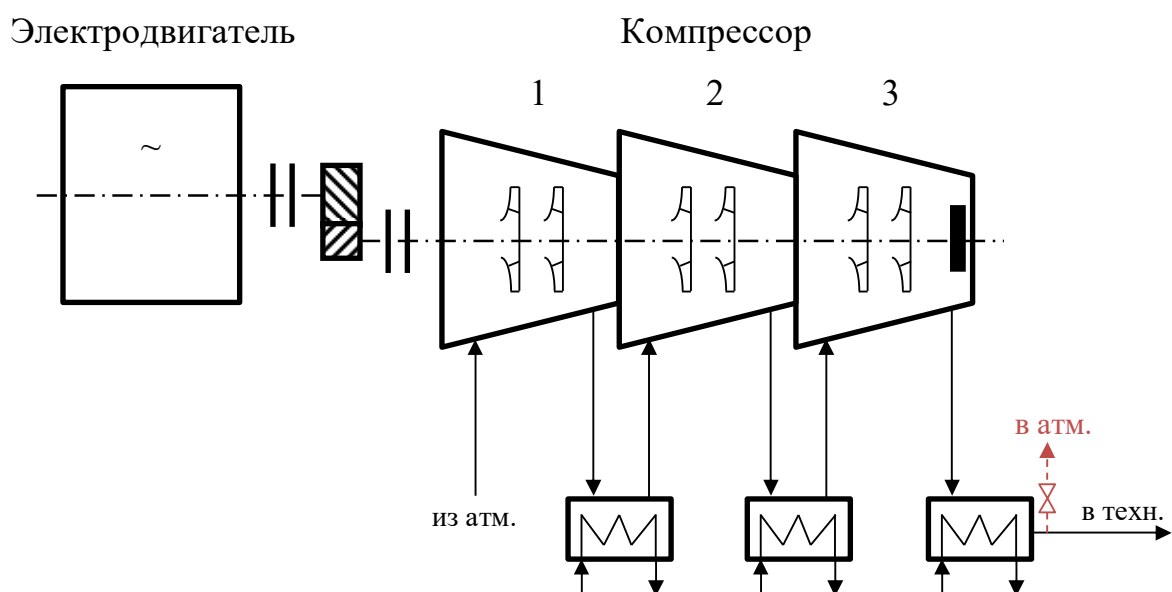 Электродвигатель
Компрессор
1
2
3
~
в атм.
из атм.
в техн.